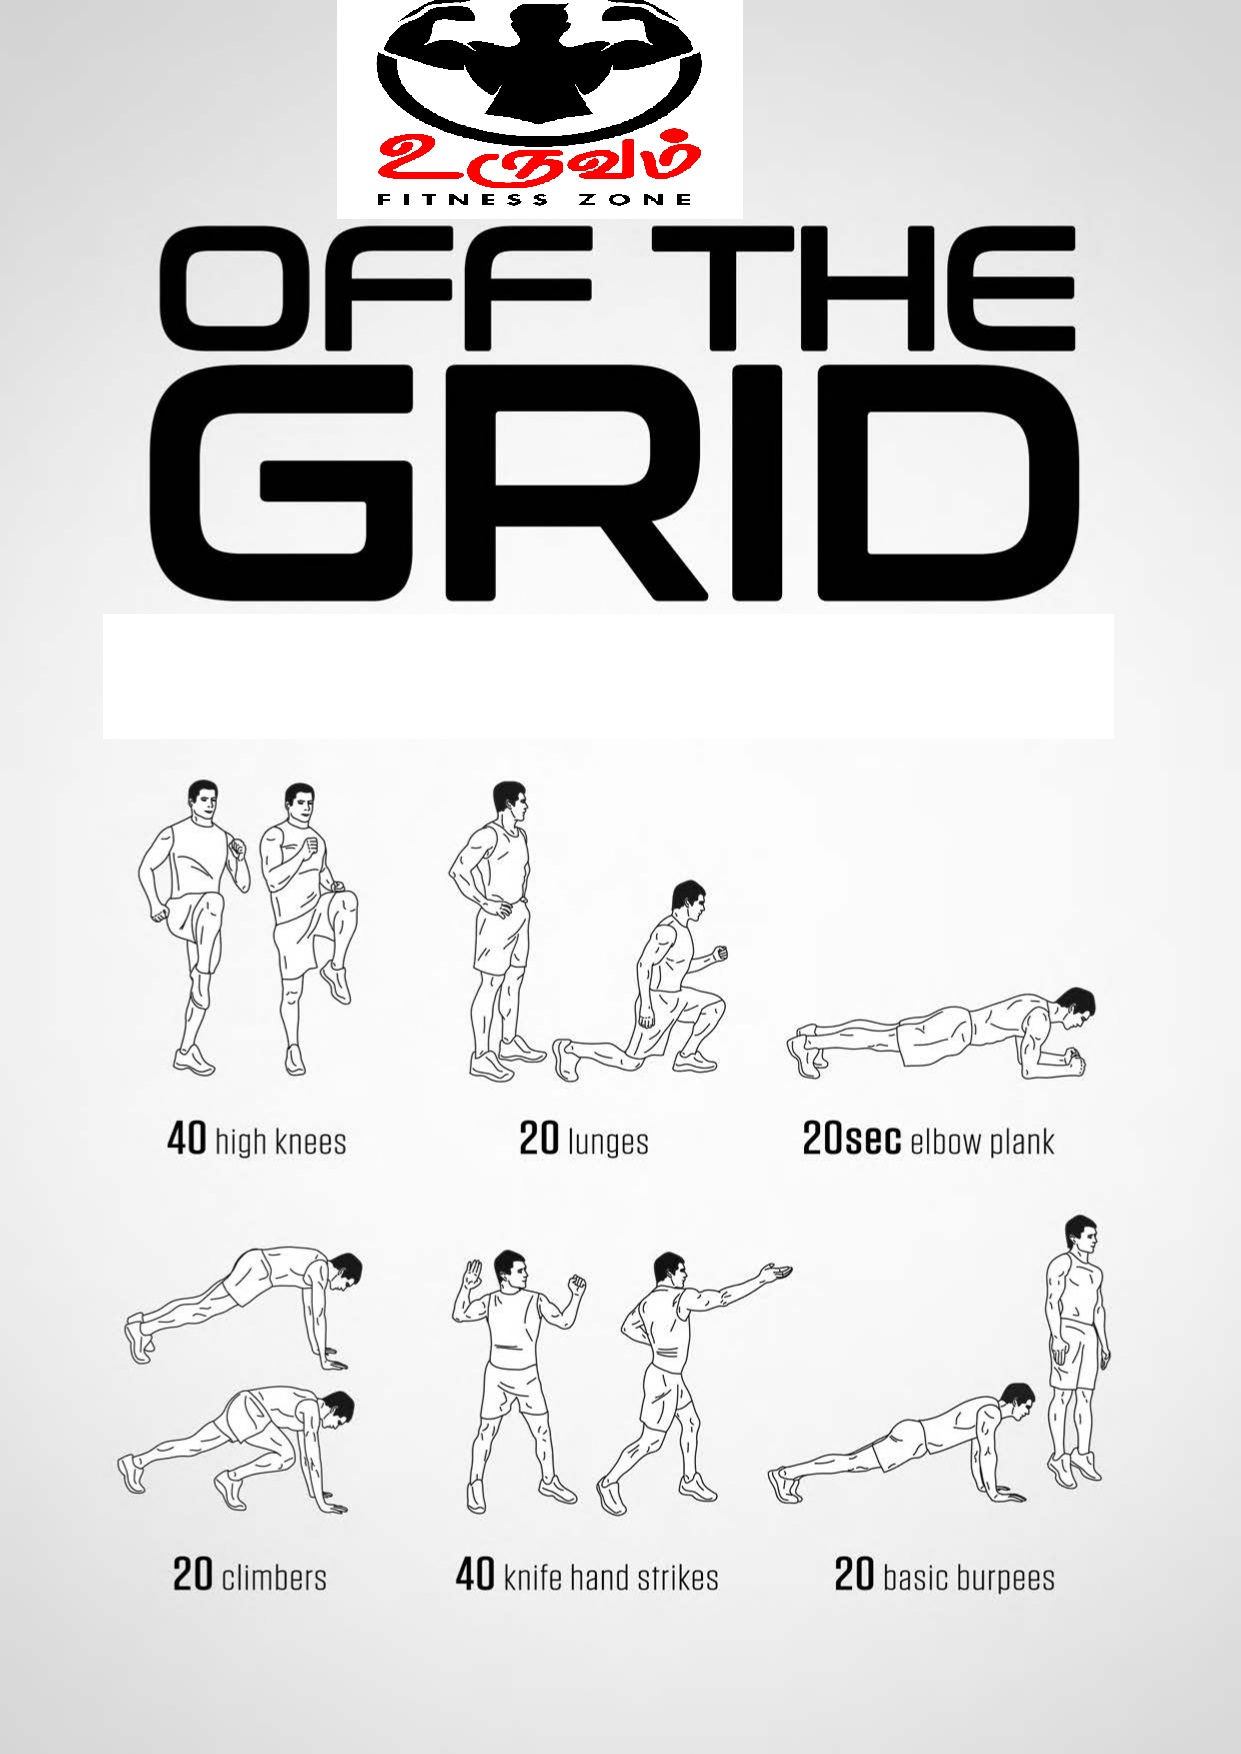 உருவம்
FITNESS ZONE
OFF THE
GRID
40 high knees
20 lunges
20sec elbow plank
20 climbers
40 knife hand strikes
20 basic burpees